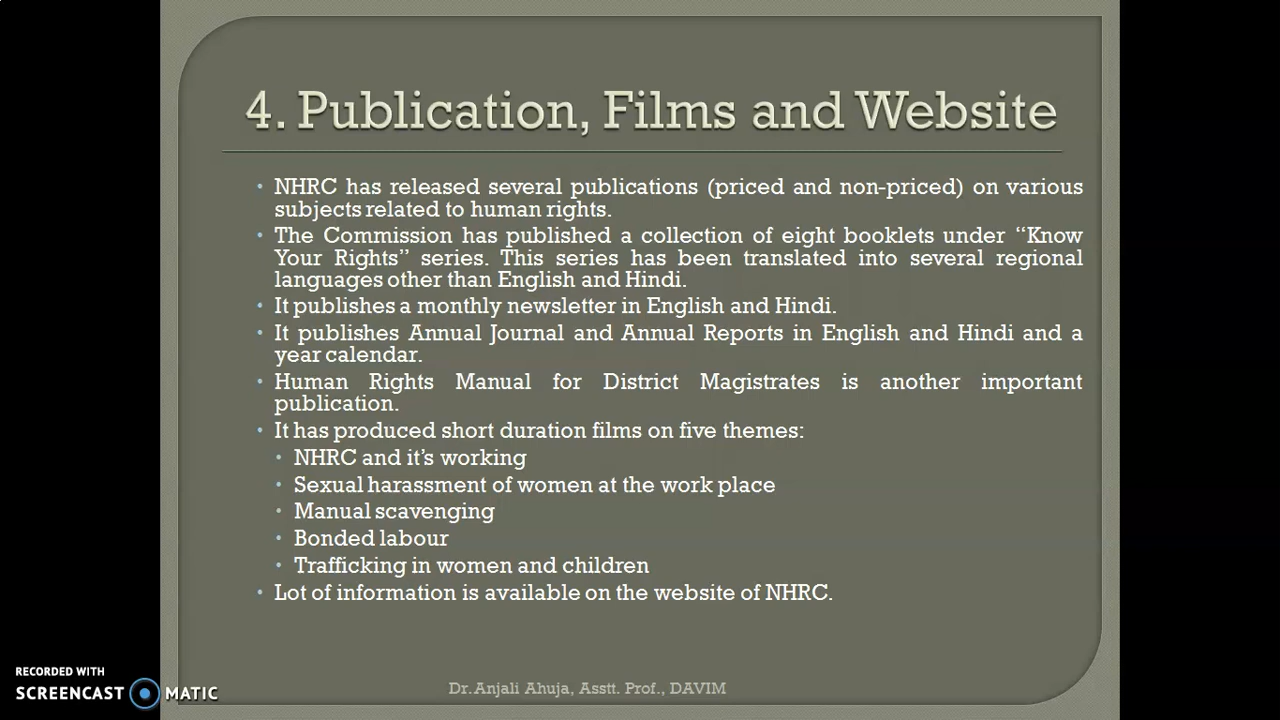 4. Publication, Films and Website
• NHRC has released several publications (priced and non-priced) on various
subjects related to human rights.
• The Commission has published a collection of eight booklets under “Know
Your Rights” series. This series has been translated into several regional
languages other than English and Hindi.
• It publishes a monthly newsletter in English and Hindi.
• It publishes Annual Journal and Annual Reports in English and Hindi and a
year calendar.
• Human Rights Manual for District Magistrates is another important
publication.
• It has produced short duration films on five themes:
• NHRC and it’s working
• Sexual harassment of women at the work place
• Manual scavenging
• Bonded labour
• Trafficking in women and children
• Lot of information is available on the website of NHRC.
Dr. Anjali Ahuja, Asstt. Prof., DAVIM
RECORDED WITH
SCREENCAST MATIC